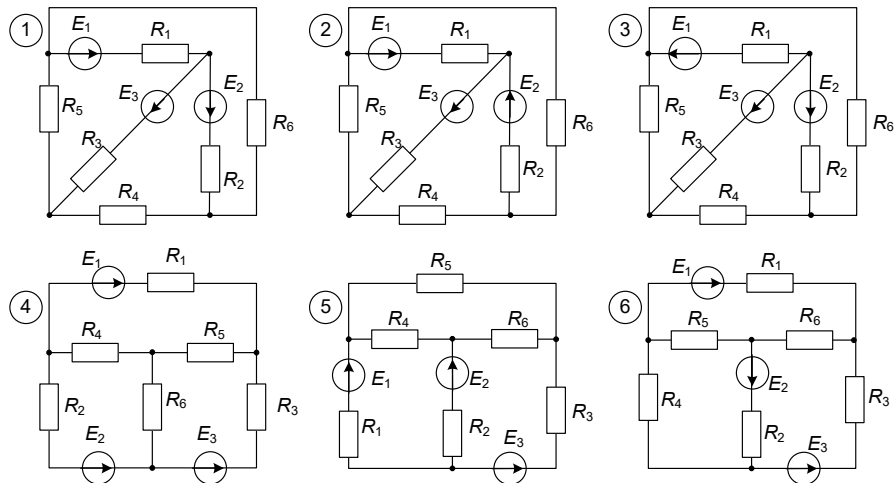 1 E1 R1 R5 E3 E2 R3 R6 R2 R4
2 E1 R1 R5 E3 E2 R3 R6 R2 R4
3 E1 R1 R5 E3 E2 R3 R6 R2 R4
4 E1 R1 R4 R5 R2 R6 R3 E2 E3
5 R5 R4 R6 E1 E2 R3 R1 R2 E3
6 E1 R1 R5 R6 E2 R4 R3 R2 E3